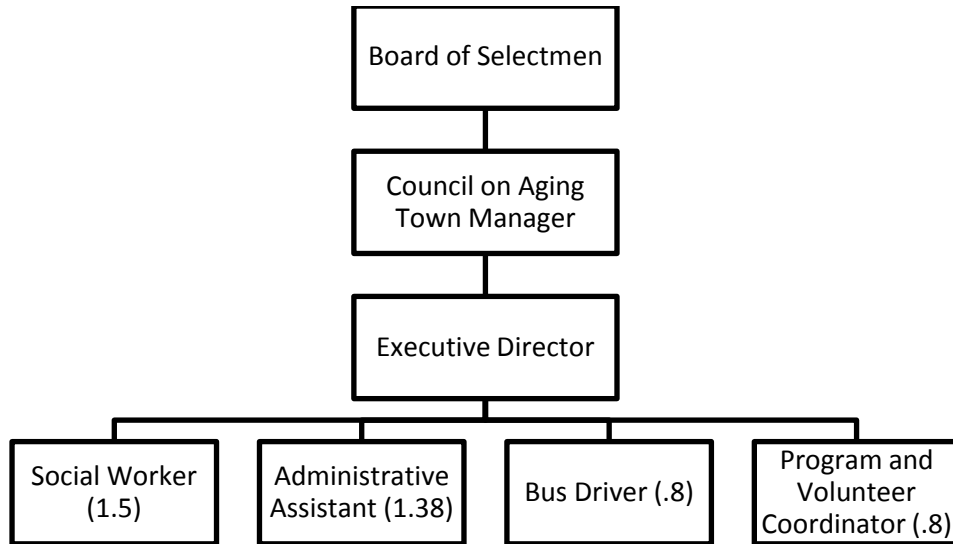 Board of Selectmen
Council on Aging
Town Manager
Executive Director
Social Worker
(1.5)
Administrative
Assistant (1.38)
Bus Driver (.8)
Program and
Volunteer
Coordinator (.8)